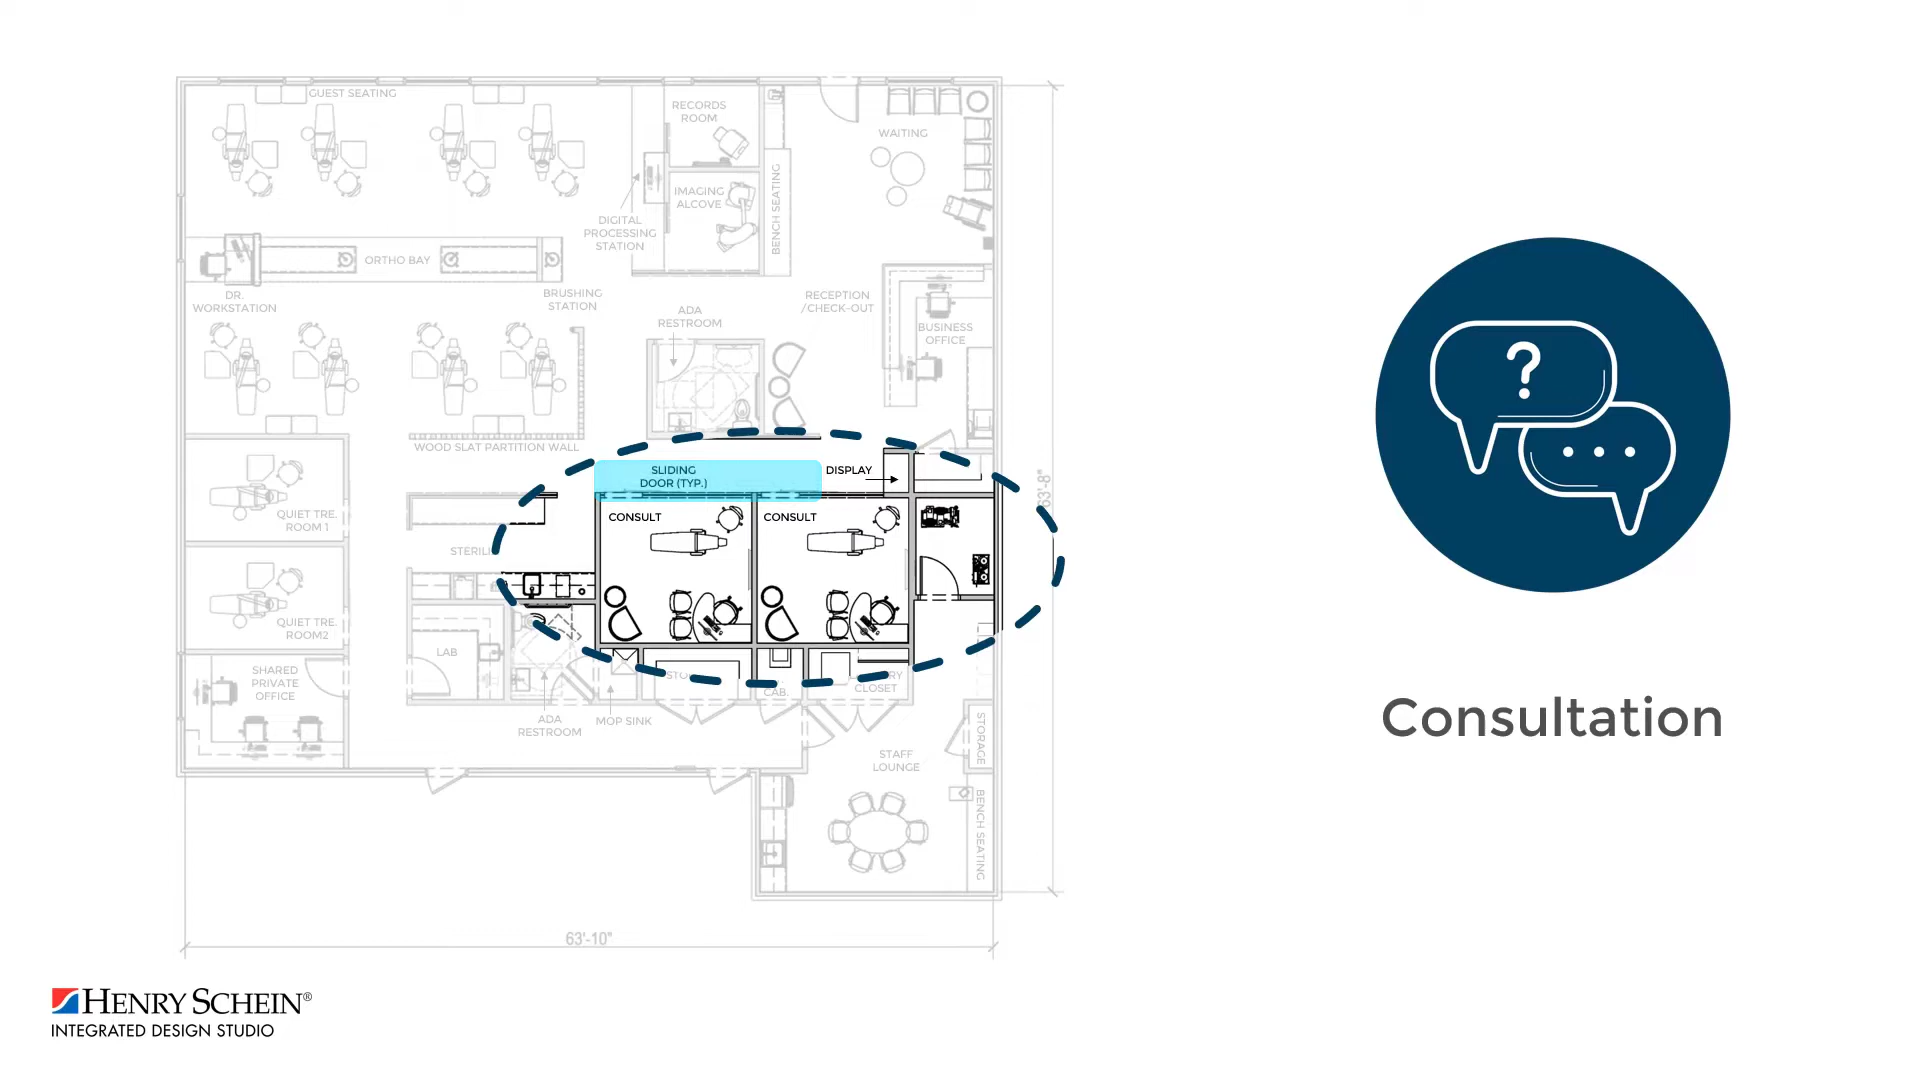 GUEST SEATING
RECORDS
ROOM
WAITING
IMAGING
ALCOVE
BENCH SEATING
DIGITAL
PROCESSING
STATION
ORTHO BAY
DR.
WORKSTATION
BRUSHING
STATION
ADA
RESTROOM
RECEPTION
/CHECK-OUT
BUSINESS
OFFICE
WOOD SLAT PARTITION WALL
SLIDING
DOOR (TYP.)
DISPLAY
63'-8"
CONSULT
CONSULT
QUIET TRE.
ROOM 1
STERIL
QUIET TRE.
ROOM2
LAB
SHARED
PRIVATE
OFFICE
CAB.
CLOSET
ADA
RESTROOM
MOP SINK
STORAGE
STAFF
LOUNGE
BENCH SEATING
63'-10"
?
Consultation
HENRY SCHEIN®
INTEGRATED DESIGN STUDIO